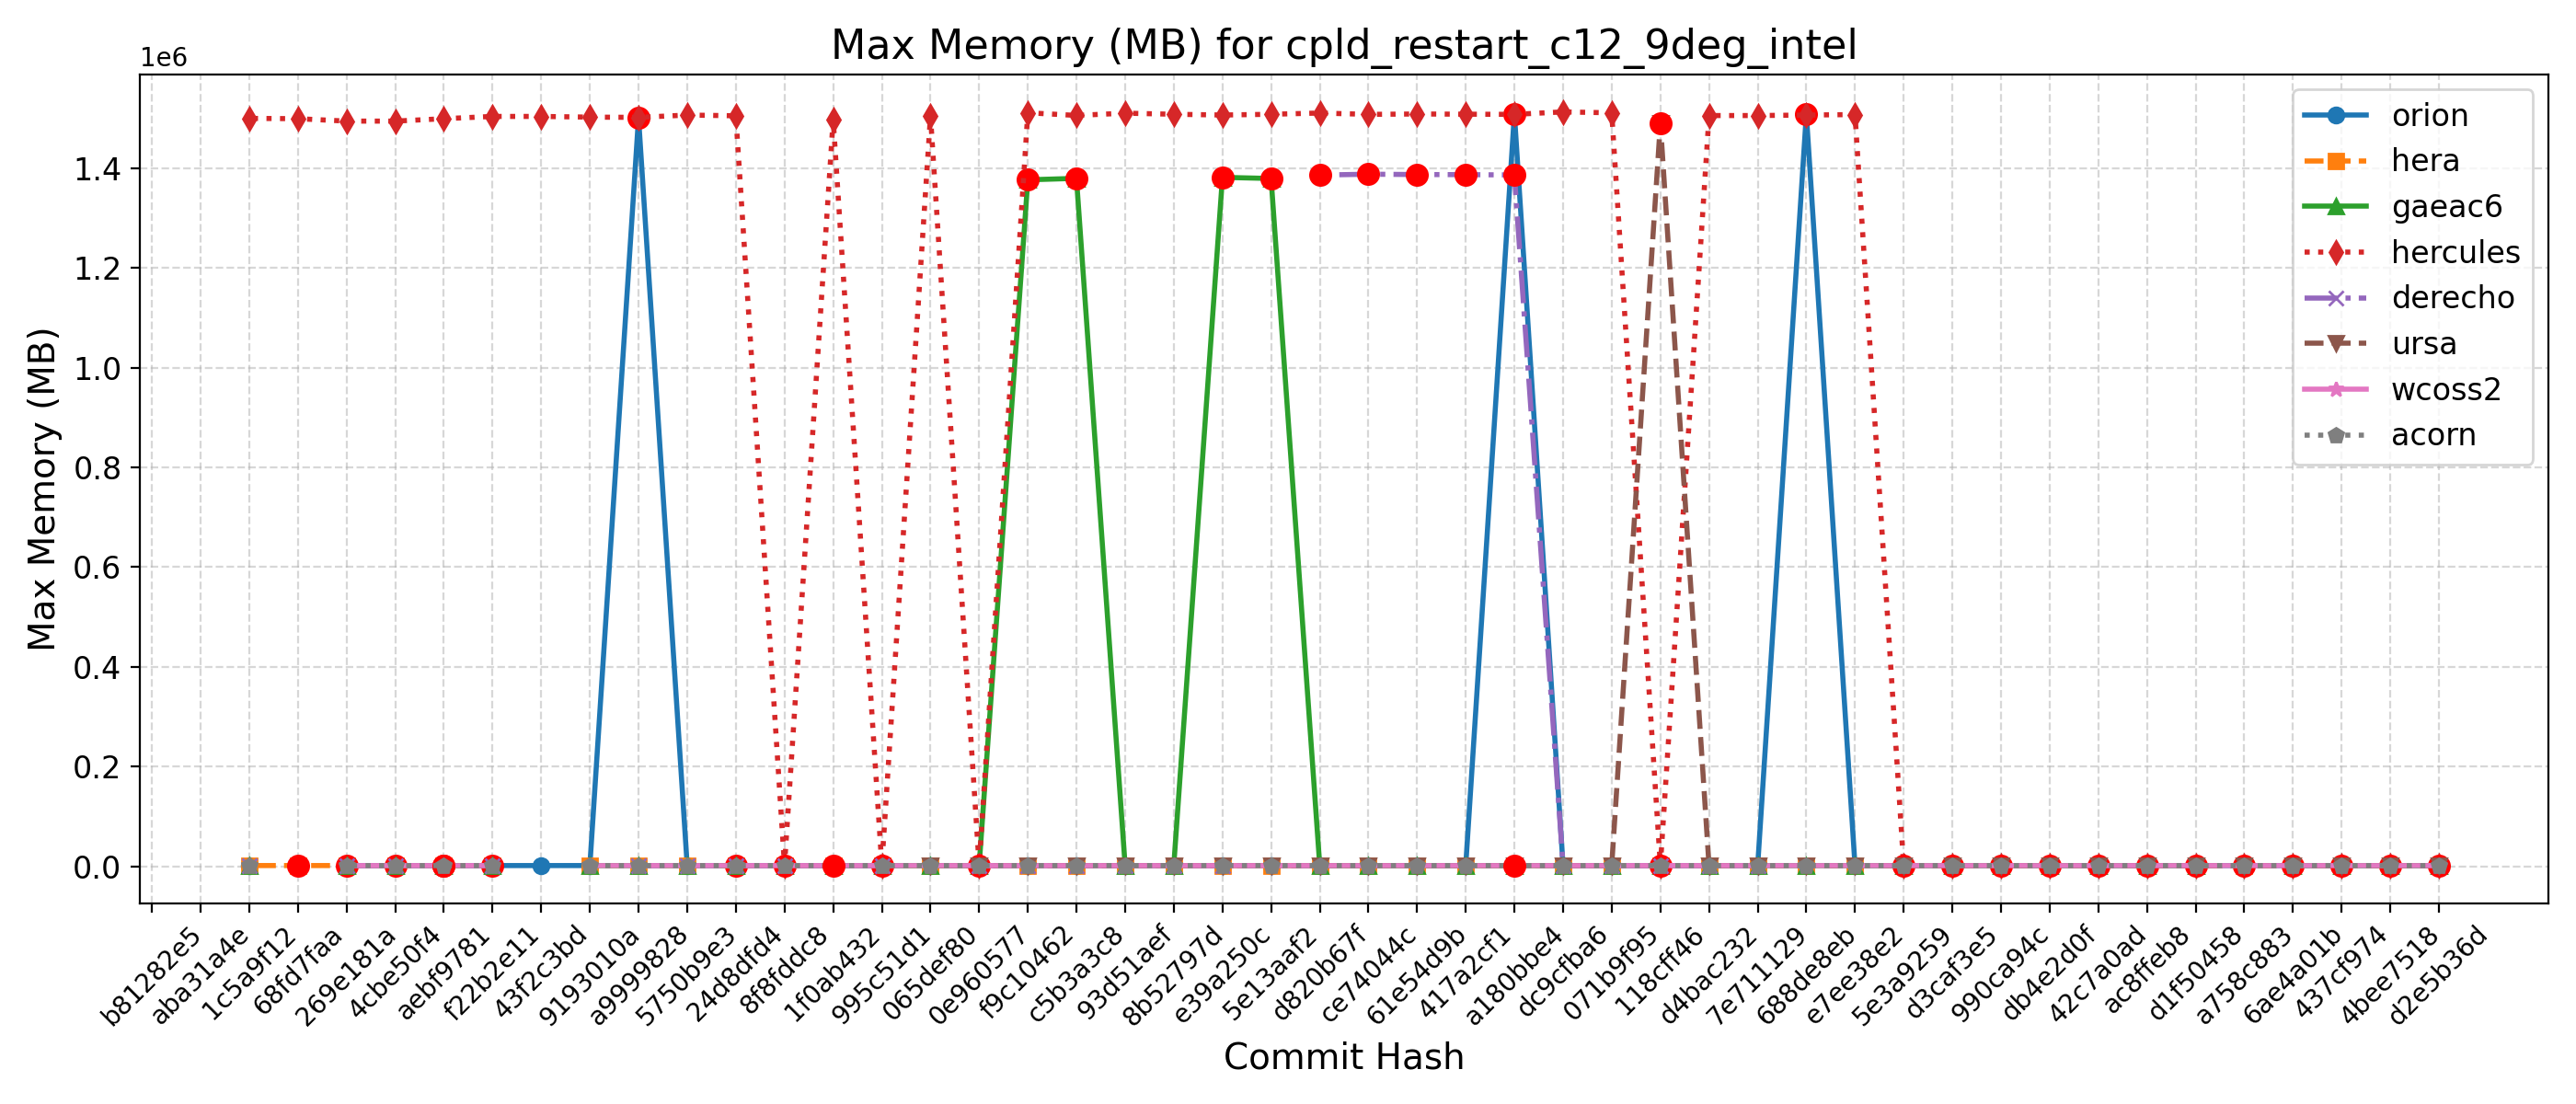 Max Memory (MB) for cpld_restart_c12_9deg_intel
1e6
1.4
1.2
1.0
0.8
0.6
0.4
0.2
0.0
Max Memory (MB)
orion
hera
gaeac6
hercules
derecho
ursa
wcoss2
acorn
b81282e5
aba31a4e
1c5a9f12
68fd7faa
269e181a
4cbe50f4
aebf9781
f22b2e11
43f2c3bd
9193010a
a9999828
5750b9e3
24d8dfd4
8f8fddc8
1f0ab432
995c51d1
065def80
0e960577
f9c10462
c5b3a3c8
93d51aef
8b52797d
e39a250c
5e13aaf2
d820b67f
ce74044c
61e54d9b
417a2cf1
a180bbe4
dc9cfba6
071b9f95
118cff46
d4bac232
7e711129
688de8eb
e7ee38e2
5e3a9259
d3caf3e5
990ca94c
db4e2d0f
42c7a0ad
ac8ffeb8
d1f50458
a758c883
6ae4a01b
437cf974
4bee7518
d2e5b36d
Commit Hash